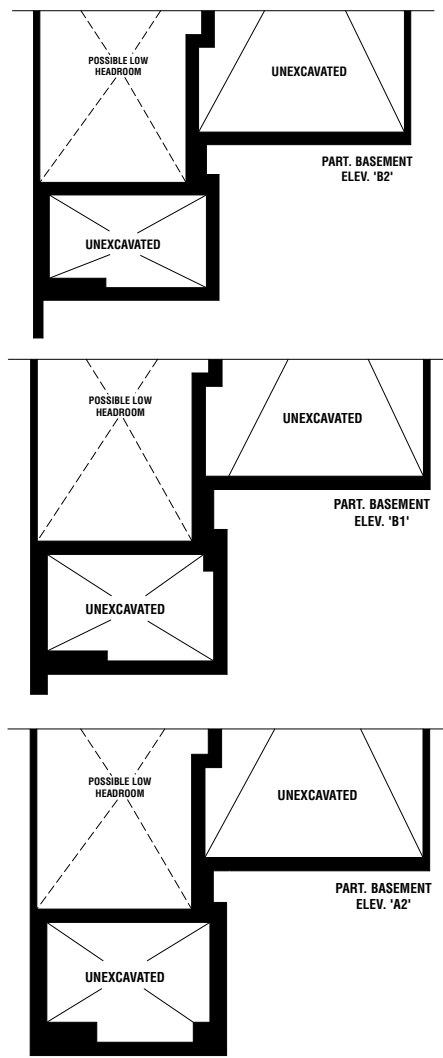 POSSIBLE LOW
HEADROOM
UNEXCAVATED
PART. BASEMENT
ELEV. 'B2'
UNEXCAVATED
POSSIBLE LOW
HEADROOM
UNEXCAVATED
PART. BASEMENT
ELEV. 'B1'
UNEXCAVATED
POSSIBLE LOW
HEADROOM
UNEXCAVATED
PART. BASEMENT
ELEV. 'A2'
UNEXCAVATED